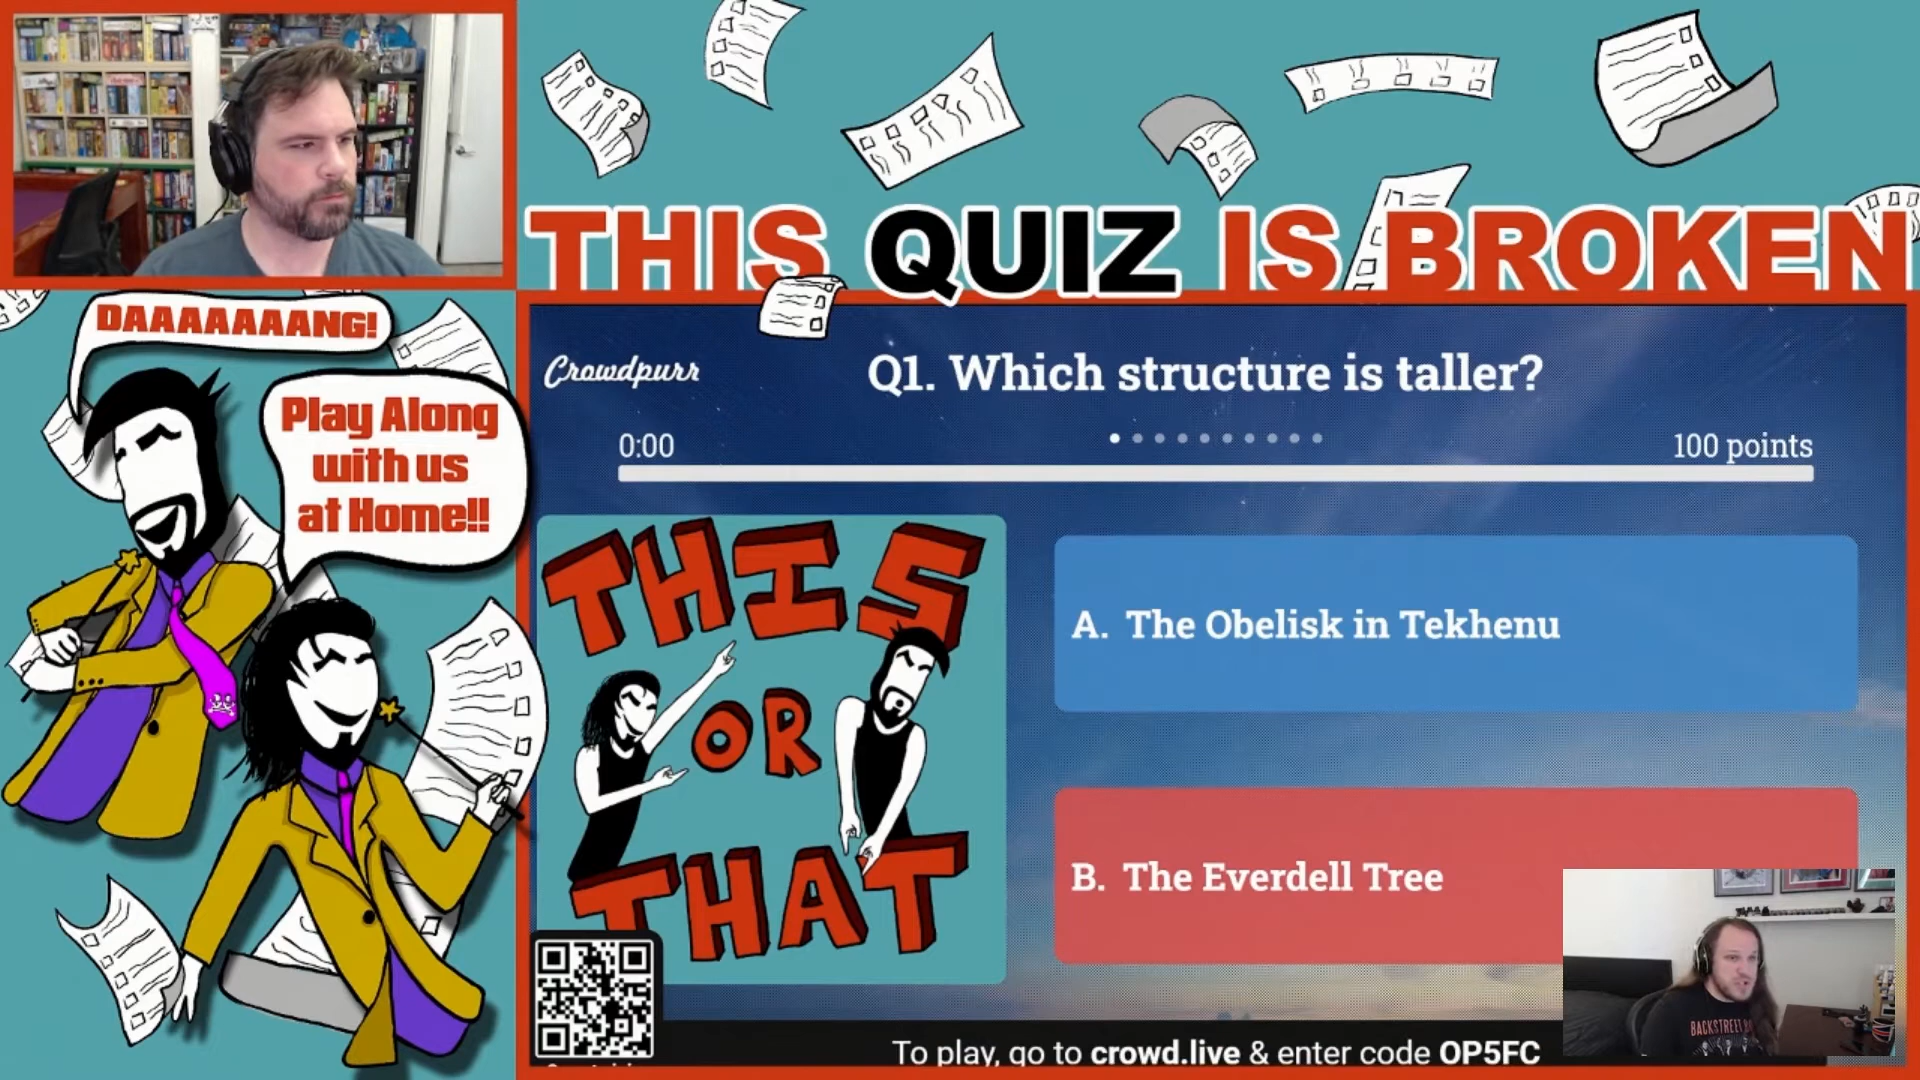 THIS QUIZ IS BROKEN
DAAAAAAAANG!
Play Along
with us
at Home!!
Crowdpurr
Q1. Which structure is taller?
0:00
100 points
THIS
OR
THAT
A. The Obelisk in Tekhenu
B. The Everdell Tree
BACKSTREET
To play, go to crowd.live & enter code OP5FC